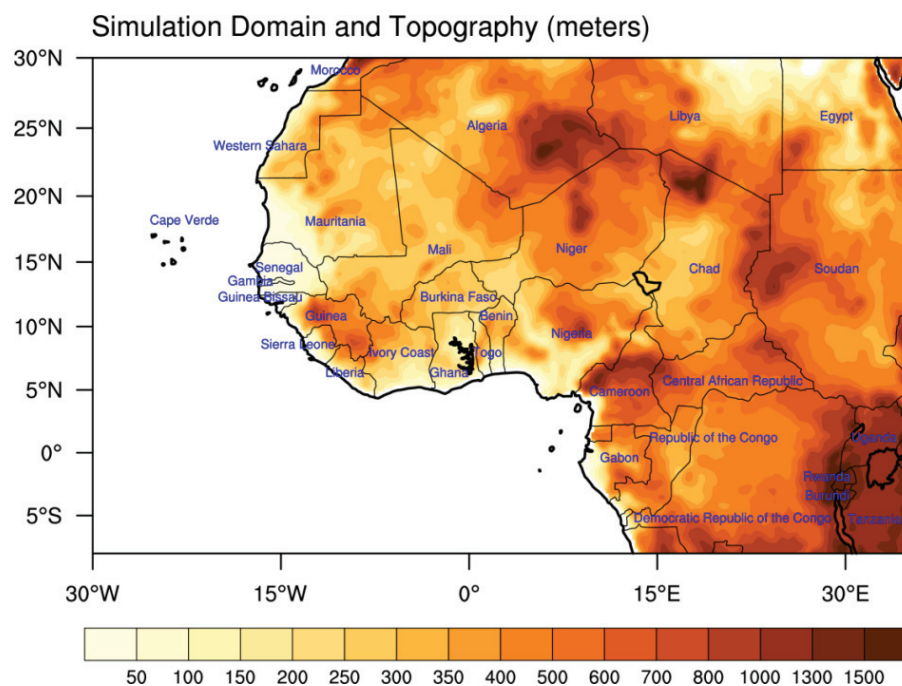 Simulation Domain and Topography (meters)
30°N
25°N
20°N
15°N
10°N
5°N
0°
5°S
30°W 15°W 0° 15°E 30°E
Morocco
Algeria Libya Egypt
Western Sahara
Cape Verde Mauritania
Mali Niger Chad Soudan
Senegal
Gambia
Guinea Bissau Burkina Faso
Guinea Benin
Nigeria
Sierra Leone Ivory Coast Togo
Liberia Ghana
Cameroon Central African Republic
Republic of the Congo Uganda
Gabon
Rwanda
Burundi
Democratic Republic of the Congo Tanzania
50 100 150 200 250 300 350 400 500 600 700 800 1000 1300 1500